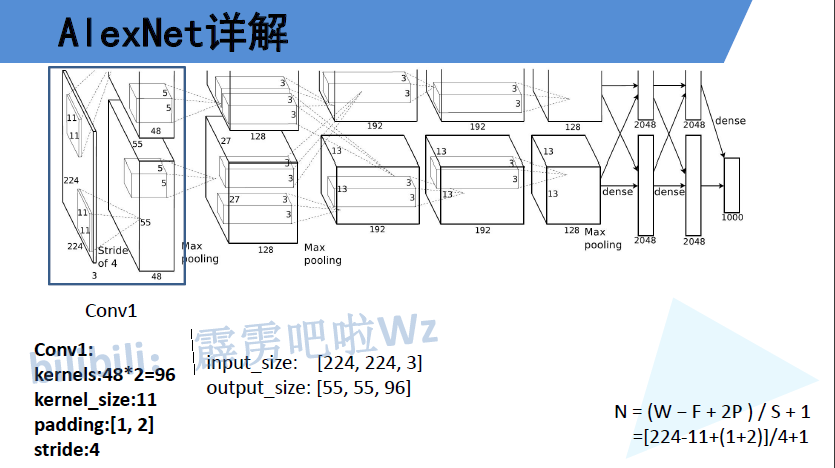 AlexNet详解
11
11
224
11
11
224
3
Stride
of 4
55
5
5
48
55
5
5
48
Max
pooling
27
3
3
128
27
3
3
3
128
Max
pooling
3
3
192
13
13
3
3
192
3
3
192
13
13
3
3
192
128
13
13
128
Max
pooling
dense
2048
2048
dense
dense
2048
2048
1000
Conv1
bilibili: 霹雳吧啦Wz
Conv1:
kernels:48*2=96
kernel_size:11
padding:[1, 2]
stride:4
input_size: [224, 224, 3]
output_size: [55, 55, 96]
N = (W – F + 2P ) / S + 1
=[224-11+(1+2)]/4+1